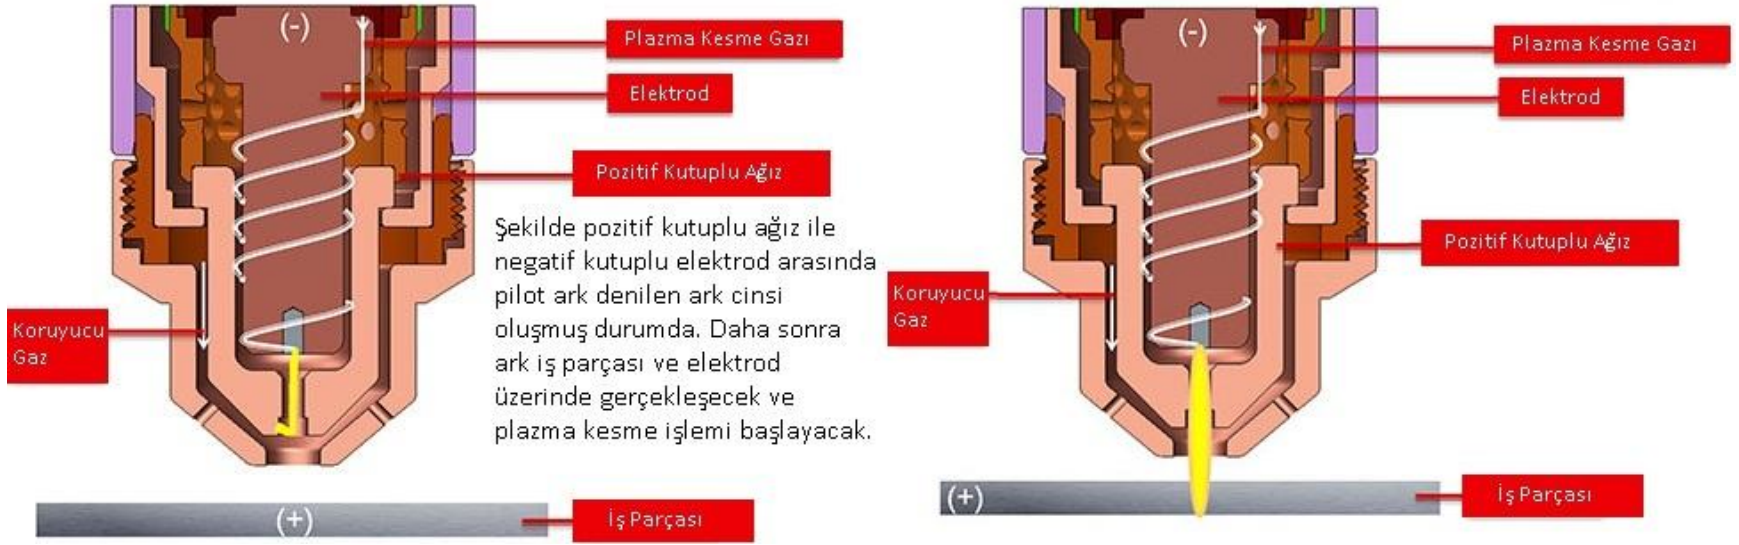 (-)
Plazma Kesme Gazı
Elektrod
Pozitif Kutuplu Ağız
Şekilde pozitif kutuplu ağız ile
negatif kutuplu elektrod arasında
pilot ark denilen ark cinsi
oluşmuş durumda. Daha sonra
ark iş parçası ve elektrod
üzerinde gerçekleşecek ve
plazma kesme işlemi başlayacak.
Koruyucu
Gaz
(+)
İş Parçası
(-)
Plazma Kesme Gazı
Elektrod
Pozitif Kutuplu Ağız
Koruyucu
Gaz
(+)
İş Parçası